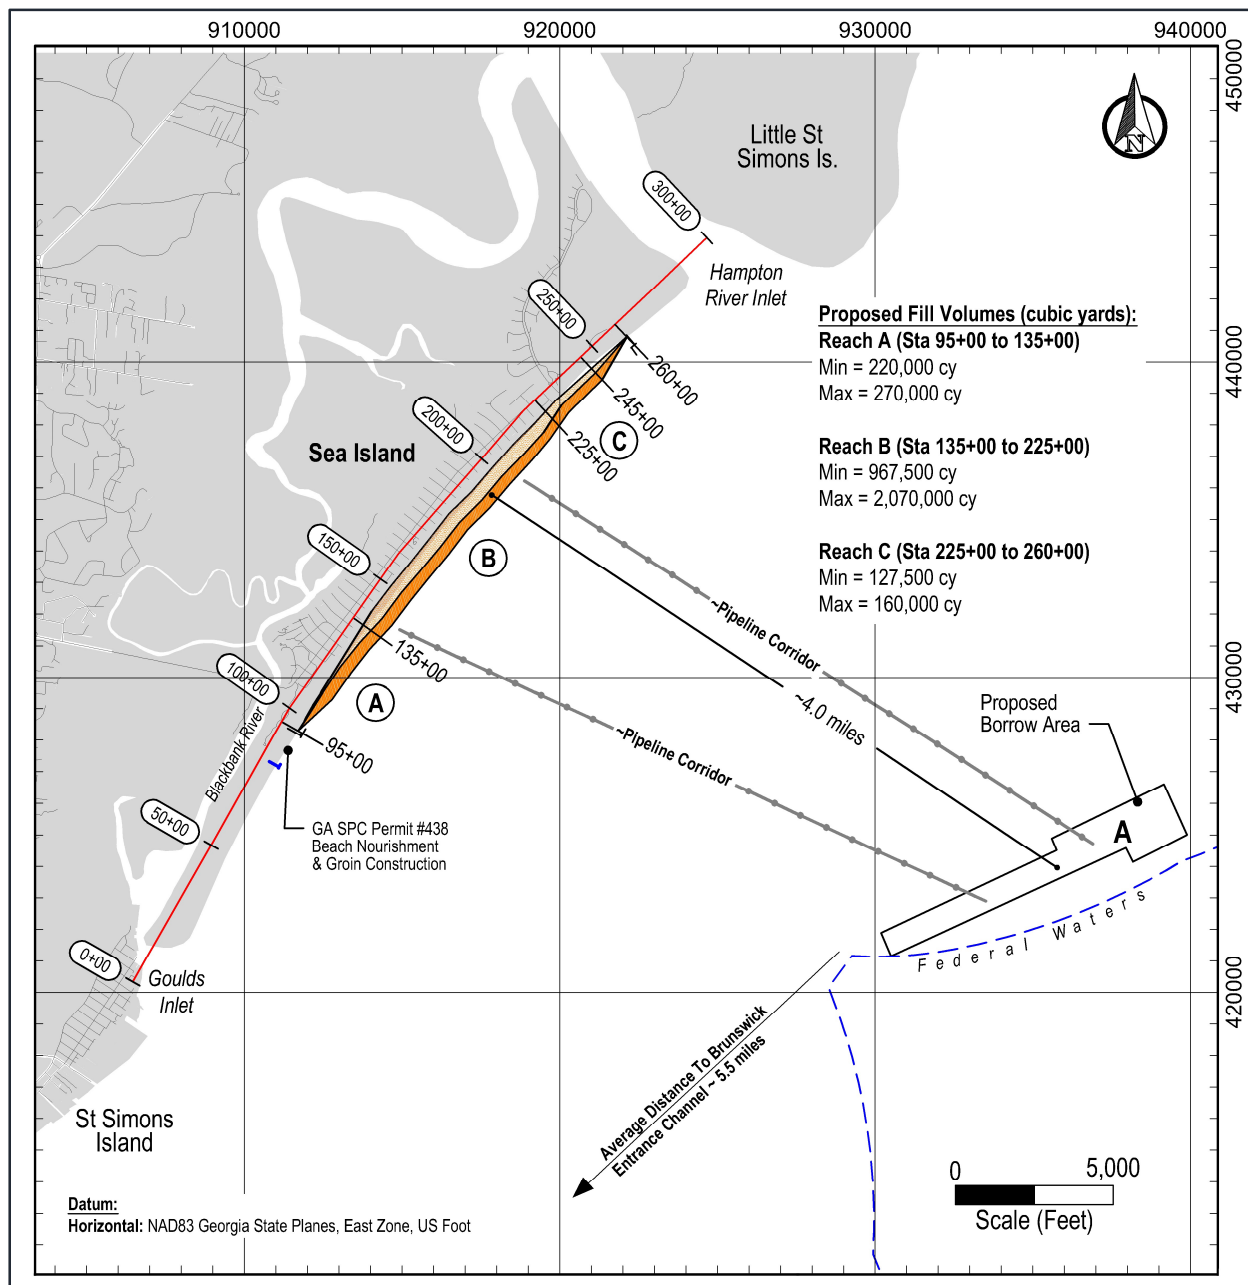 910000
920000
930000
940000
450000
440000
430000
420000
N
Little St
Simons Is.
300+00
Hampton
River Inlet
250+00
260+00
245+00
225+00
C
200+00
Sea Island
B
150+00
135+00
A
100+00
95+00
Blackbank River
50+00
0+00
Goulds
Inlet
GA SPC Permit #438
Beach Nourishment
& Groin Construction
St Simons
Island
Proposed Fill Volumes (cubic yards):
Reach A (Sta 95+00 to 135+00)
Min = 220,000 cy
Max = 270,000 cy
Reach B (Sta 135+00 to 225+00)
Min = 967,500 cy
Max = 2,070,000 cy
Reach C (Sta 225+00 to 260+00)
Min = 127,500 cy
Max = 160,000 cy
~Pipeline Corridor
~4.0 miles
~Pipeline Corridor
Proposed
Borrow Area
A
Federal Waters
Average Distance To Brunswick
Entrance Channel ~ 5.5 miles
0
5,000
Scale (Feet)
Datum:
Horizontal: NAD83 Georgia State Planes, East Zone, US Foot